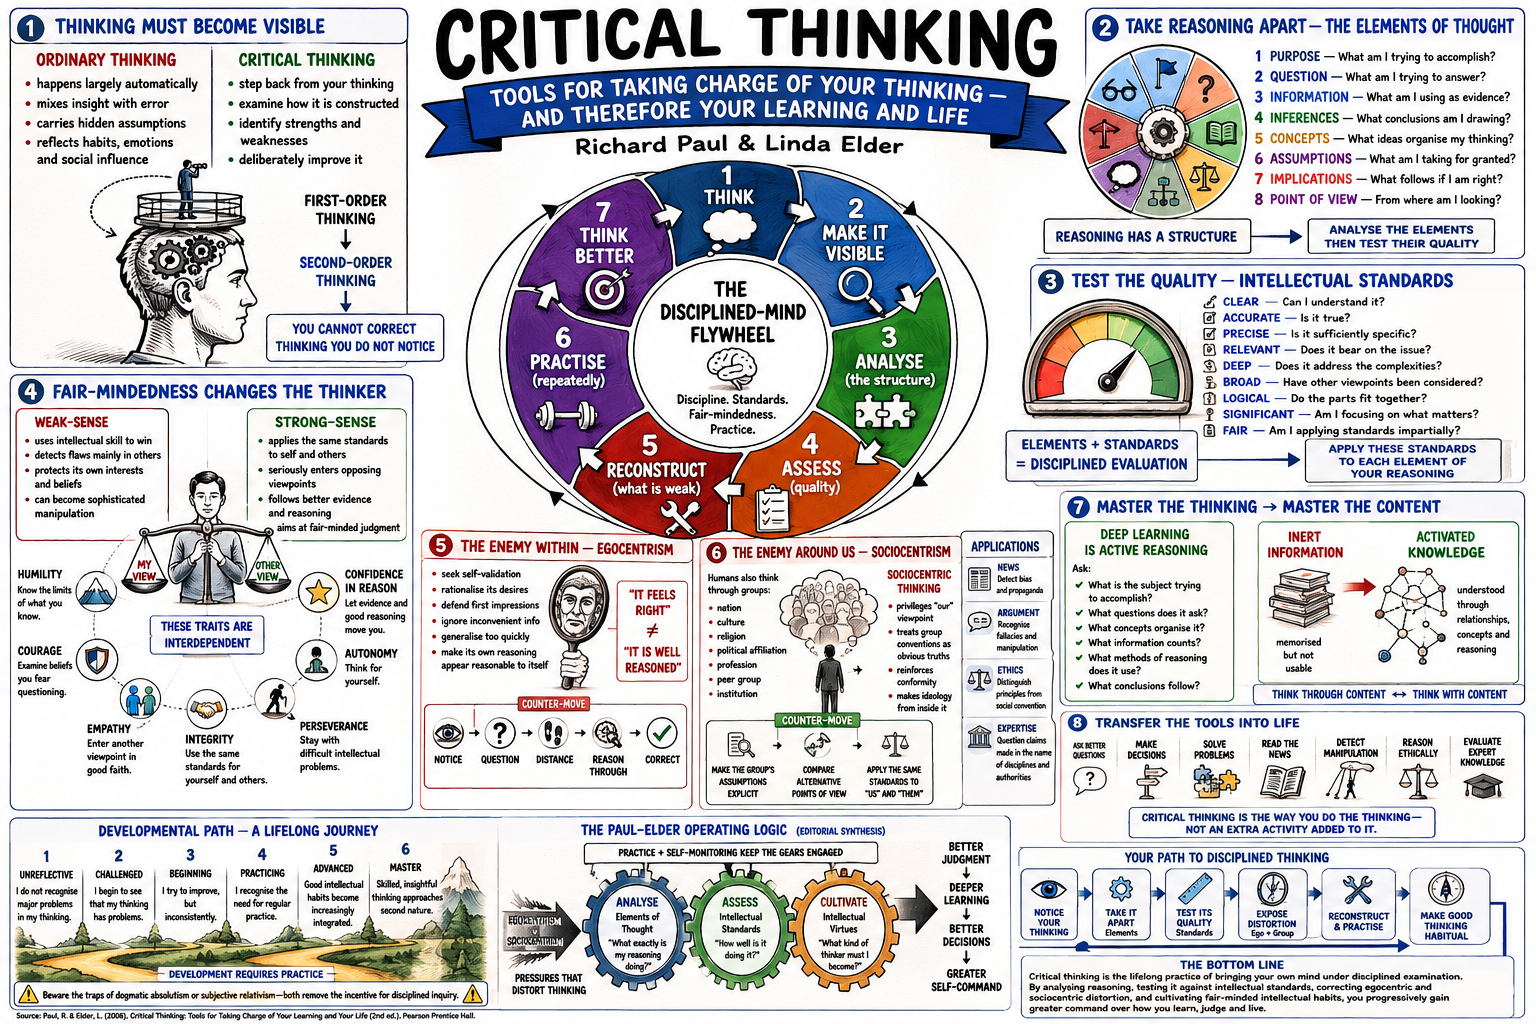 CRITICAL THINKING
TOOLS FOR TAKING CHARGE OF YOUR THINKING —
AND THEREFORE YOUR LEARNING AND LIFE
Richard Paul & Linda Elder
1 THINKING MUST BECOME VISIBLE
ORDINARY THINKING
• happens largely automatically
• mixes insight with error
• carries hidden assumptions
• reflects habits, emotions
and social influence
CRITICAL THINKING
• step back from your thinking
• examine how it is constructed
• identify strengths and
weaknesses
• deliberately improve it
FIRST-ORDER
THINKING
SECOND-ORDER
THINKING
YOU CANNOT CORRECT
THINKING YOU DO NOT NOTICE
2 TAKE REASONING APART — THE ELEMENTS OF THOUGHT
1 PURPOSE — What am I trying to accomplish?
2 QUESTION — What am I trying to answer?
3 INFORMATION — What am I using as evidence?
4 INFERENCES — What conclusions am I drawing?
5 CONCEPTS — What ideas organise my thinking?
6 ASSUMPTIONS — What am I taking for granted?
7 IMPLICATIONS — What follows if I am right?
8 POINT OF VIEW — From where am I looking?
REASONING HAS A STRUCTURE
ANALYSE THE ELEMENTS
THEN TEST THEIR QUALITY
1
THINK
2
MAKE IT
VISIBLE
3
ANALYSE
(the structure)
4
ASSESS
(quality)
5
RECONSTRUCT
(what is weak)
6
PRACTISE
(repeatedly)
7
THINK
BETTER
THE
DISCIPLINED-MIND
FLYWHEEL
Discipline. Standards.
Fair-mindedness.
Practice.
3 TEST THE QUALITY — INTELLECTUAL STANDARDS
CLEAR — Can I understand it?
ACCURATE — Is it true?
PRECISE — Is it sufficiently specific?
RELEVANT — Does it bear on the issue?
DEEP — Does it address the complexities?
BROAD — Have other viewpoints been considered?
LOGICAL — Do the parts fit together?
SIGNIFICANT — Am I focusing on what matters?
FAIR — Am I applying standards impartially?
ELEMENTS + STANDARDS
= DISCIPLINED EVALUATION
APPLY THESE STANDARDS
TO EACH ELEMENT OF
YOUR REASONING
4 FAIR-MINDEDNESS CHANGES THE THINKER
WEAK-SENSE
• uses intellectual skill to win
• detects flaws mainly in others
• protects its own interests
and beliefs
• can become sophisticated
manipulation
STRONG-SENSE
• applies the same standards
to self and others
• seriously enters opposing
viewpoints
• follows better evidence
and reasoning
aims at fair-minded judgment
MY
VIEW
OTHER
VIEW
THESE TRAITS ARE
INTERDEPENDENT
HUMILITY
Know the limits
of what you
know.
COURAGE
Examine beliefs
you fear
questioning.
EMPATHY
Enter another
viewpoint in
good faith.
INTEGRITY
Use the same
standards for
yourself and others.
PERSEVERANCE
Stay with
difficult intellectual
problems.
AUTONOMY
Think for
yourself.
CONFIDENCE
IN REASON
Let evidence and
good reasoning
move you.
5 THE ENEMY WITHIN — EGOCENTRISM
• seek self-validation
• rationalise its desires
• defend first impressions
• ignore inconvenient info
• generalise too quickly
• make its own reasoning
appear reasonable to itself
"IT FEELS
RIGHT"
≠
"IT IS WELL
REASONED"
COUNTER-MOVE
NOTICE
QUESTION
DISTANCE
REASON
THROUGH
CORRECT
6 THE ENEMY AROUND US — SOCIOCENTRISM
Humans also think
through groups:
• nation
• culture
• religion
• political affiliation
• profession
• peer group
• institution
SOCIOCENTRIC
THINKING
• privileges "our"
viewpoint
• treats group
conventions as
obvious truths
• reinforces
conformity
• makes ideology
from inside it
COUNTER-MOVE
MAKE THE GROUP'S
ASSUMPTIONS
EXPLICIT
COMPARE
ALTERNATIVE
POINTS OF VIEW
APPLY THE SAME
STANDARDS TO
"US" AND "THEM"
APPLICATIONS
NEWS
Detect bias
and propaganda
ARGUMENT
Recognise
fallacies and
manipulation
ETHICS
Distinguish
principles from
social convention
EXPERTISE
Question claims
made in the name
of disciplines and
authorities
7 MASTER THE THINKING → MASTER THE CONTENT
DEEP LEARNING
IS ACTIVE REASONING
Ask:
✔ What is the subject trying
to accomplish?
✔ What questions does it ask?
✔ What concepts organise it?
✔ What information counts?
✔ What methods of reasoning
does it use?
✔ What conclusions follow?
INERT
INFORMATION
memorised
but not
usable
ACTIVATED
KNOWLEDGE
understood
through
relationships,
concepts and
reasoning
THINK THROUGH CONTENT ↔ THINK WITH CONTENT
8 TRANSFER THE TOOLS INTO LIFE
ASK BETTER
QUESTIONS
MAKE
DECISIONS
SOLVE
PROBLEMS
READ THE
NEWS
DETECT
MANIPULATION
REASON
ETHICALLY
EVALUATE
EXPERT
KNOWLEDGE
CRITICAL THINKING IS THE WAY YOU DO THE THINKING—
NOT AN EXTRA ACTIVITY ADDED TO IT.
DEVELOPMENTAL PATH — A LIFELONG JOURNEY
1
UNREFLECTIVE
I do not recognise
major problems
in my thinking.
2
CHALLENGED
I begin to see
that my thinking
has problems.
3
BEGINNING
I try to improve,
but
inconsistently.
4
PRACTICING
I recognise the
need for regular
practice.
5
ADVANCED
Good intellectual
habits become
increasingly
integrated.
6
MASTER
Skilled, insightful
thinking approaches
second nature.
DEVELOPMENT REQUIRES PRACTICE
Beware the traps of dogmatic absolutism or subjective relativism—both remove the incentive for disciplined inquiry.
Source: Paul, R. & Elder, L. (2006). Critical Thinking: Tools for Taking Charge of Your Learning and Your Life (2nd ed.). Pearson Prentice Hall.
THE PAUL-ELDER OPERATING LOGIC (EDITORIAL SYNTHESIS)
PRACTICE + SELF-MONITORING KEEP THE GEARS ENGAGED
EGOCENTRISM
SOCIOCENTRISM
PRESSURES THAT
DISTORT THINKING
ANALYSE
Elements of
Thought
"What exactly is
my reasoning
doing?"
ASSESS
Intellectual
Standards
"How well is it
doing it?"
CULTIVATE
Intellectual
Virtues
"What kind of
thinker must I
become?"
BETTER
JUDGMENT
DEEPER
LEARNING
BETTER
DECISIONS
GREATER
SELF-COMMAND
YOUR PATH TO DISCIPLINED THINKING
NOTICE
YOUR
THINKING
TAKE IT
APART
Elements
TEST ITS
QUALITY
Standards
EXPOSE
DISTORTION
Ego + Group
RECONSTRUCT
& PRACTISE
MAKE GOOD
THINKING
HABITUAL
THE BOTTOM LINE
Critical thinking is the lifelong practice of bringing your own mind under disciplined examination.
By analysing reasoning, testing it against intellectual standards, correcting egocentric and
sociocentric distortion, and cultivating fair-minded intellectual habits, you progressively gain
greater command over how you learn, judge and live.